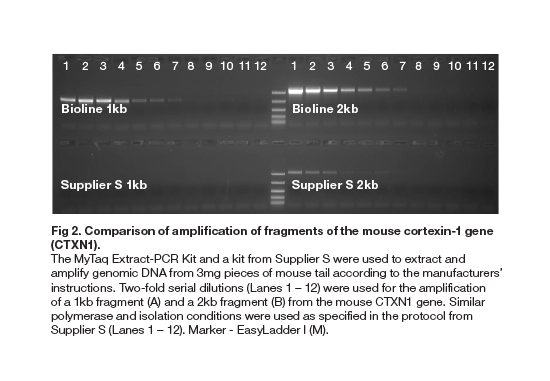 1 2 3 4 5 6 7 8 9 10 11 12 1 2 3 4 5 6 7 8 9 10 11 12
Bioline 1kb Bioline 2kb
Supplier S 1kb Supplier S 2kb
Fig 2. Comparison of amplification of fragments of the mouse cortexin-1 gene
(CTXN1).
The MyTaq Extract-PCR Kit and a kit from Supplier S were used to extract and
amplify genomic DNA from 3mg pieces of mouse tail according to the manufacturers'
instructions. Two-fold serial dilutions (Lanes 1 – 12) were used for the amplification
of a 1kb fragment (A) and a 2kb fragment (B) from the mouse CTXN1 gene. Similar
polymerase and isolation conditions were used as specified in the protocol from
Supplier S (Lanes 1 – 12). Marker - EasyLadder I (M).